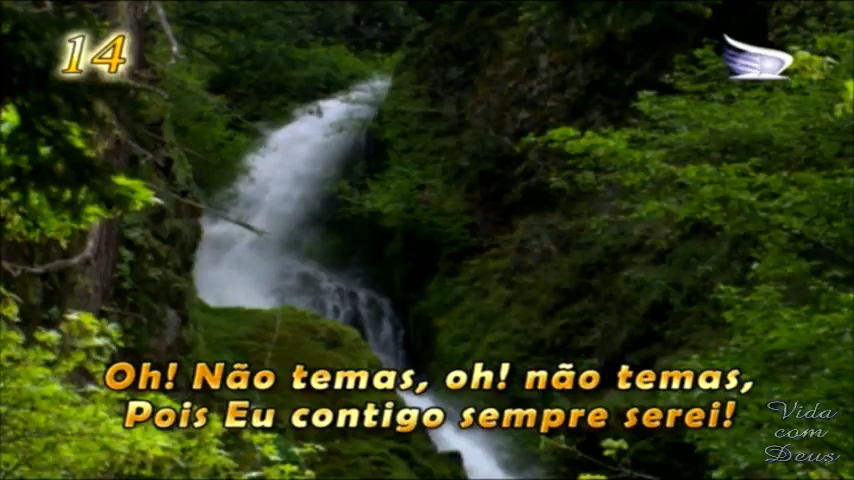 14
Oh! Não temas, oh! não temas,
Pois Eu contigo sempre serei!
Vida
com
Deus